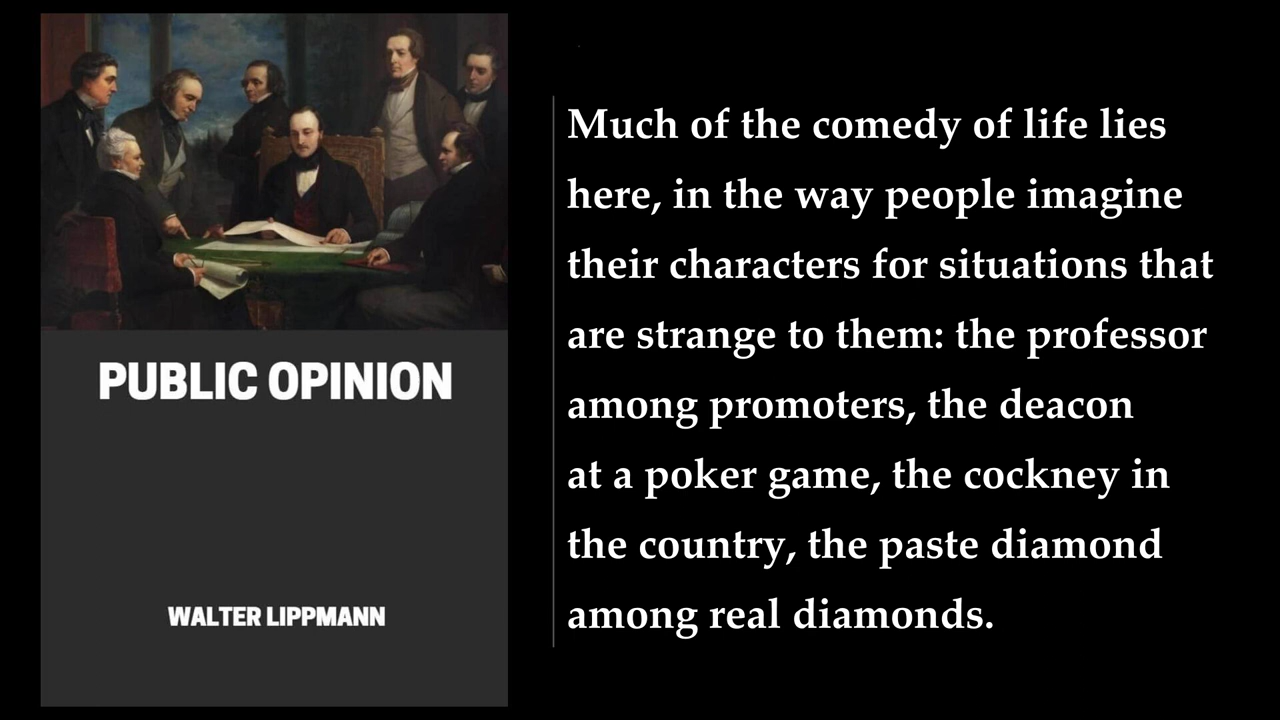 PUBLIC OPINION
WALTER LIPPMANN
Much of the comedy of life lies
here, in the way people imagine
their characters for situations that
are strange to them: the professor
among promoters, the deacon
at a poker game, the cockney in
the country, the paste diamond
among real diamonds.